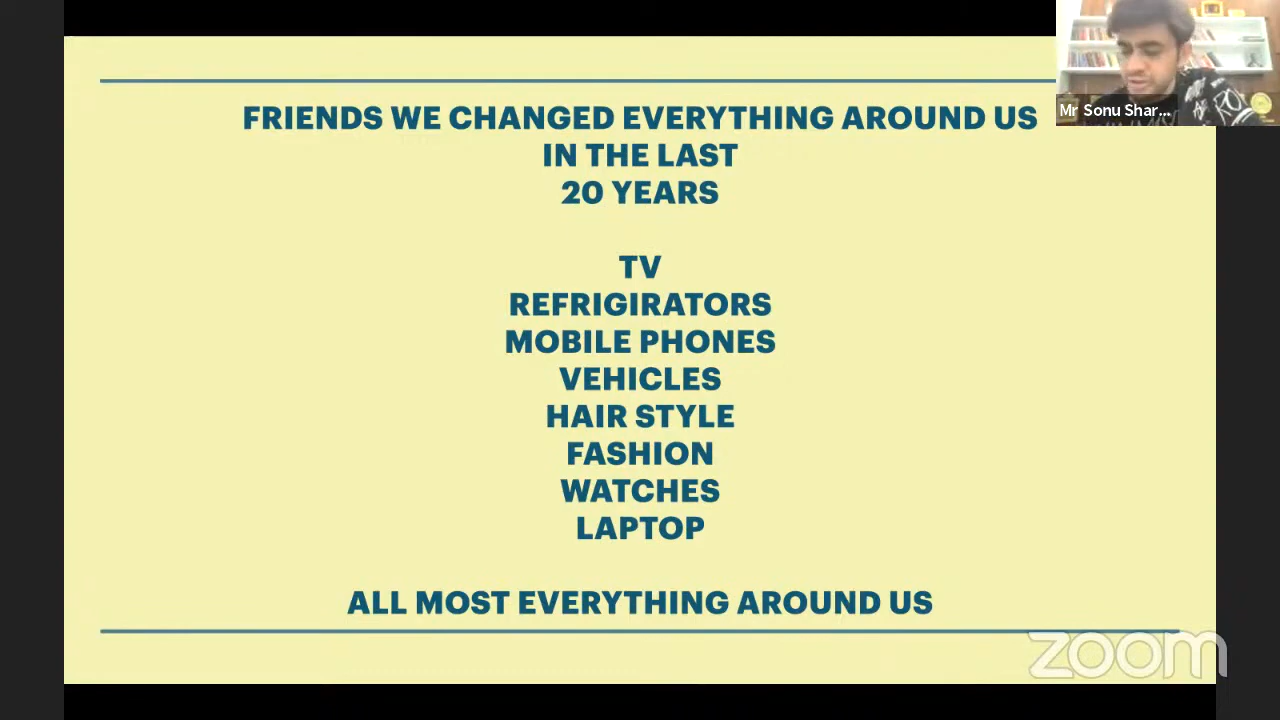 FRIENDS WE CHANGED EVERYTHING AROUND US
IN THE LAST
20 YEARS
TV
REFRIGIRATORS
MOBILE PHONES
VEHICLES
HAIR STYLE
FASHION
WATCHES
LAPTOP
ALL MOST EVERYTHING AROUND US
Mr Sonu Shar...
zoom